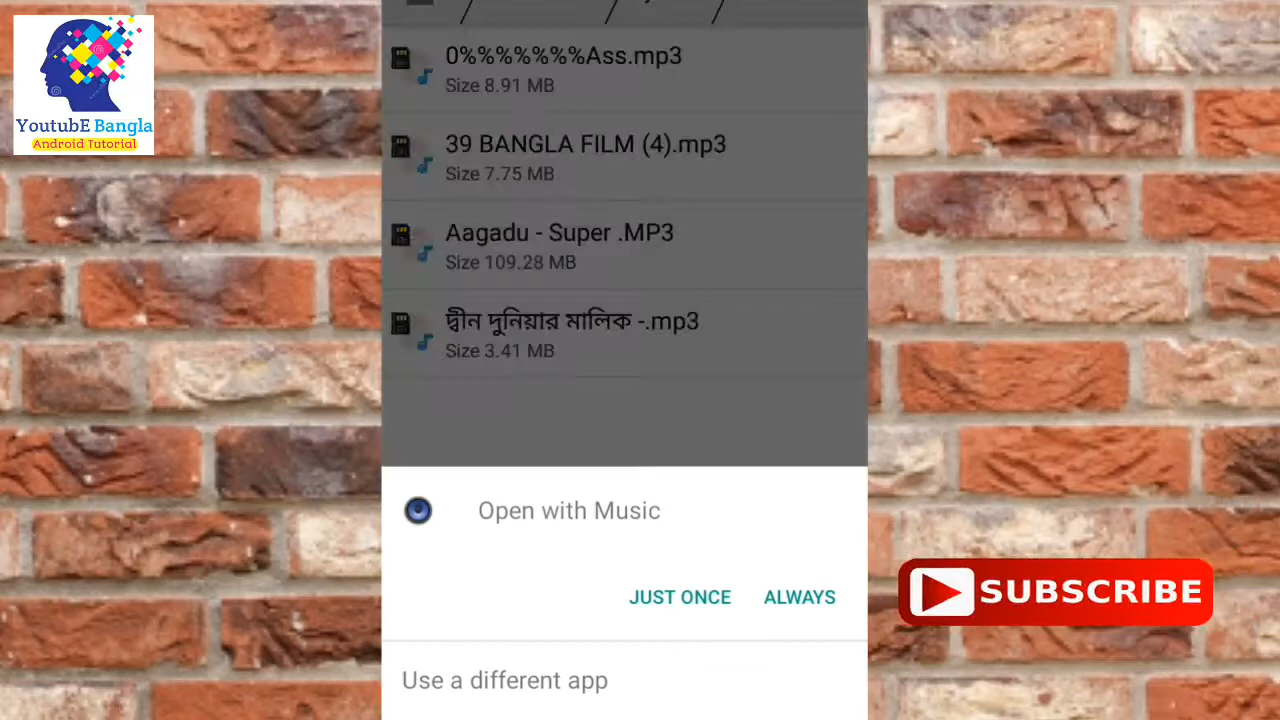 YoutubE Bangla
Android Tutorial
0%%%%%%%Ass.mp3
Size 8.91 MB
39 BANGLA FILM (4).mp3
Size 7.75 MB
Aagadu - Super .MP3
Size 109.28 MB
দ্বীন দুনিয়ার মালিক -.mp3
Size 3.41 MB
Open with Music
JUST ONCE ALWAYS
SUBSCRIBE
Use a different app